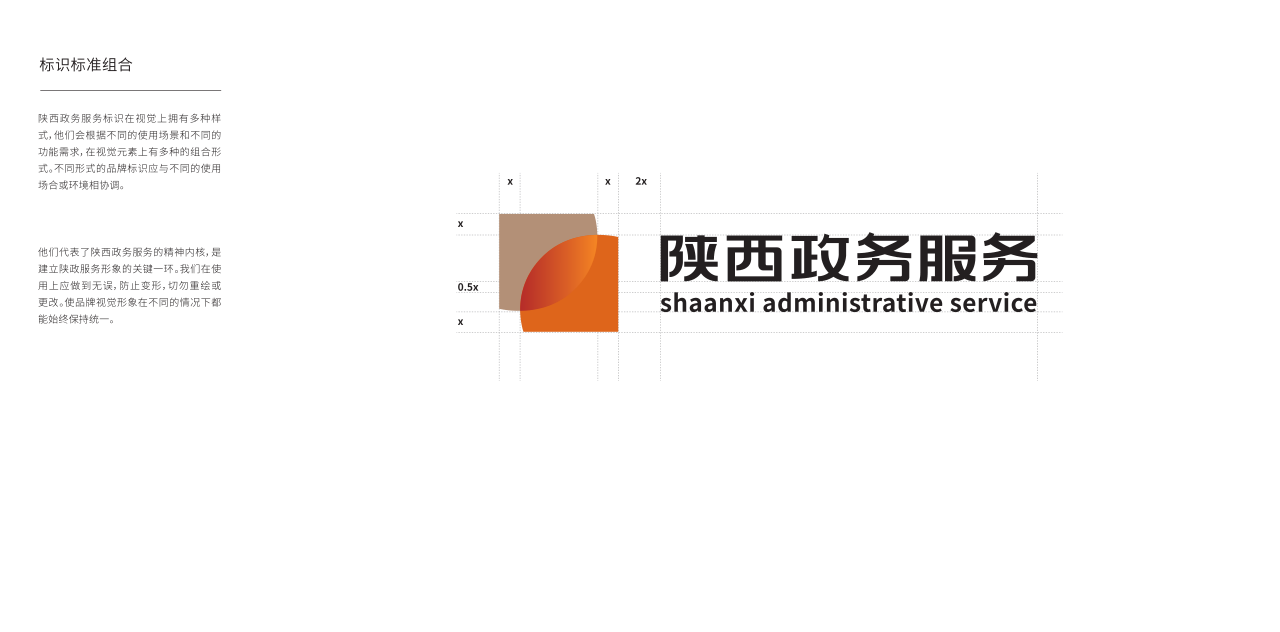 标识标准组合
陕西政务服务标识在视觉上拥有多种样
式，他们会根据不同的使用场景和不同的
功能需求，在视觉元素上有多种的组合形
式。不同形式的品牌标识应与不同的使用
场合或环境相协调。
他们代表了陕西政务服务的精神内核，是
建立陕政服务形象的关键一环。我们在使
用上应做到无误，防止变形，切勿重绘或
更改。使品牌视觉形象在不同的情况下都
能始终保持统一。
x x 2x
x
0.5x
x
陕西政务服务
shaanxi administrative service